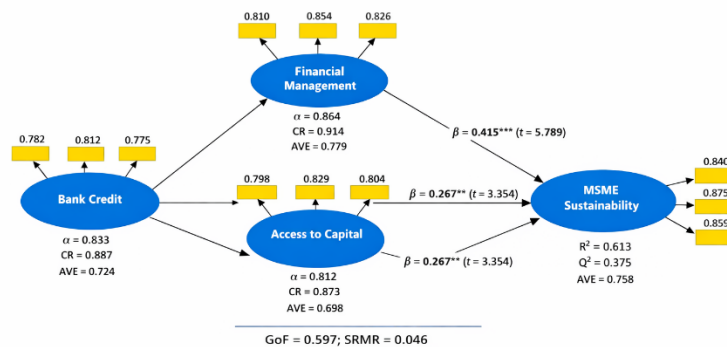 0.810 0.854 0.826
Financial
Management
α = 0.864
CR = 0.914
AVE = 0.779
0.782 0.812 0.775
Bank Credit
α = 0.833
CR = 0.887
AVE = 0.724
0.798 0.829 0.804
Access to Capital
α = 0.812
CR = 0.873
AVE = 0.698
β = 0.415*** (t = 5.789)
β = 0.267** (t = 3.354)
β = 0.267** (t = 3.354)
MSME
Sustainability
R² = 0.613
Q² = 0.375
AVE = 0.758
0.840
0.875
0.859
GoF = 0.597; SRMR = 0.046